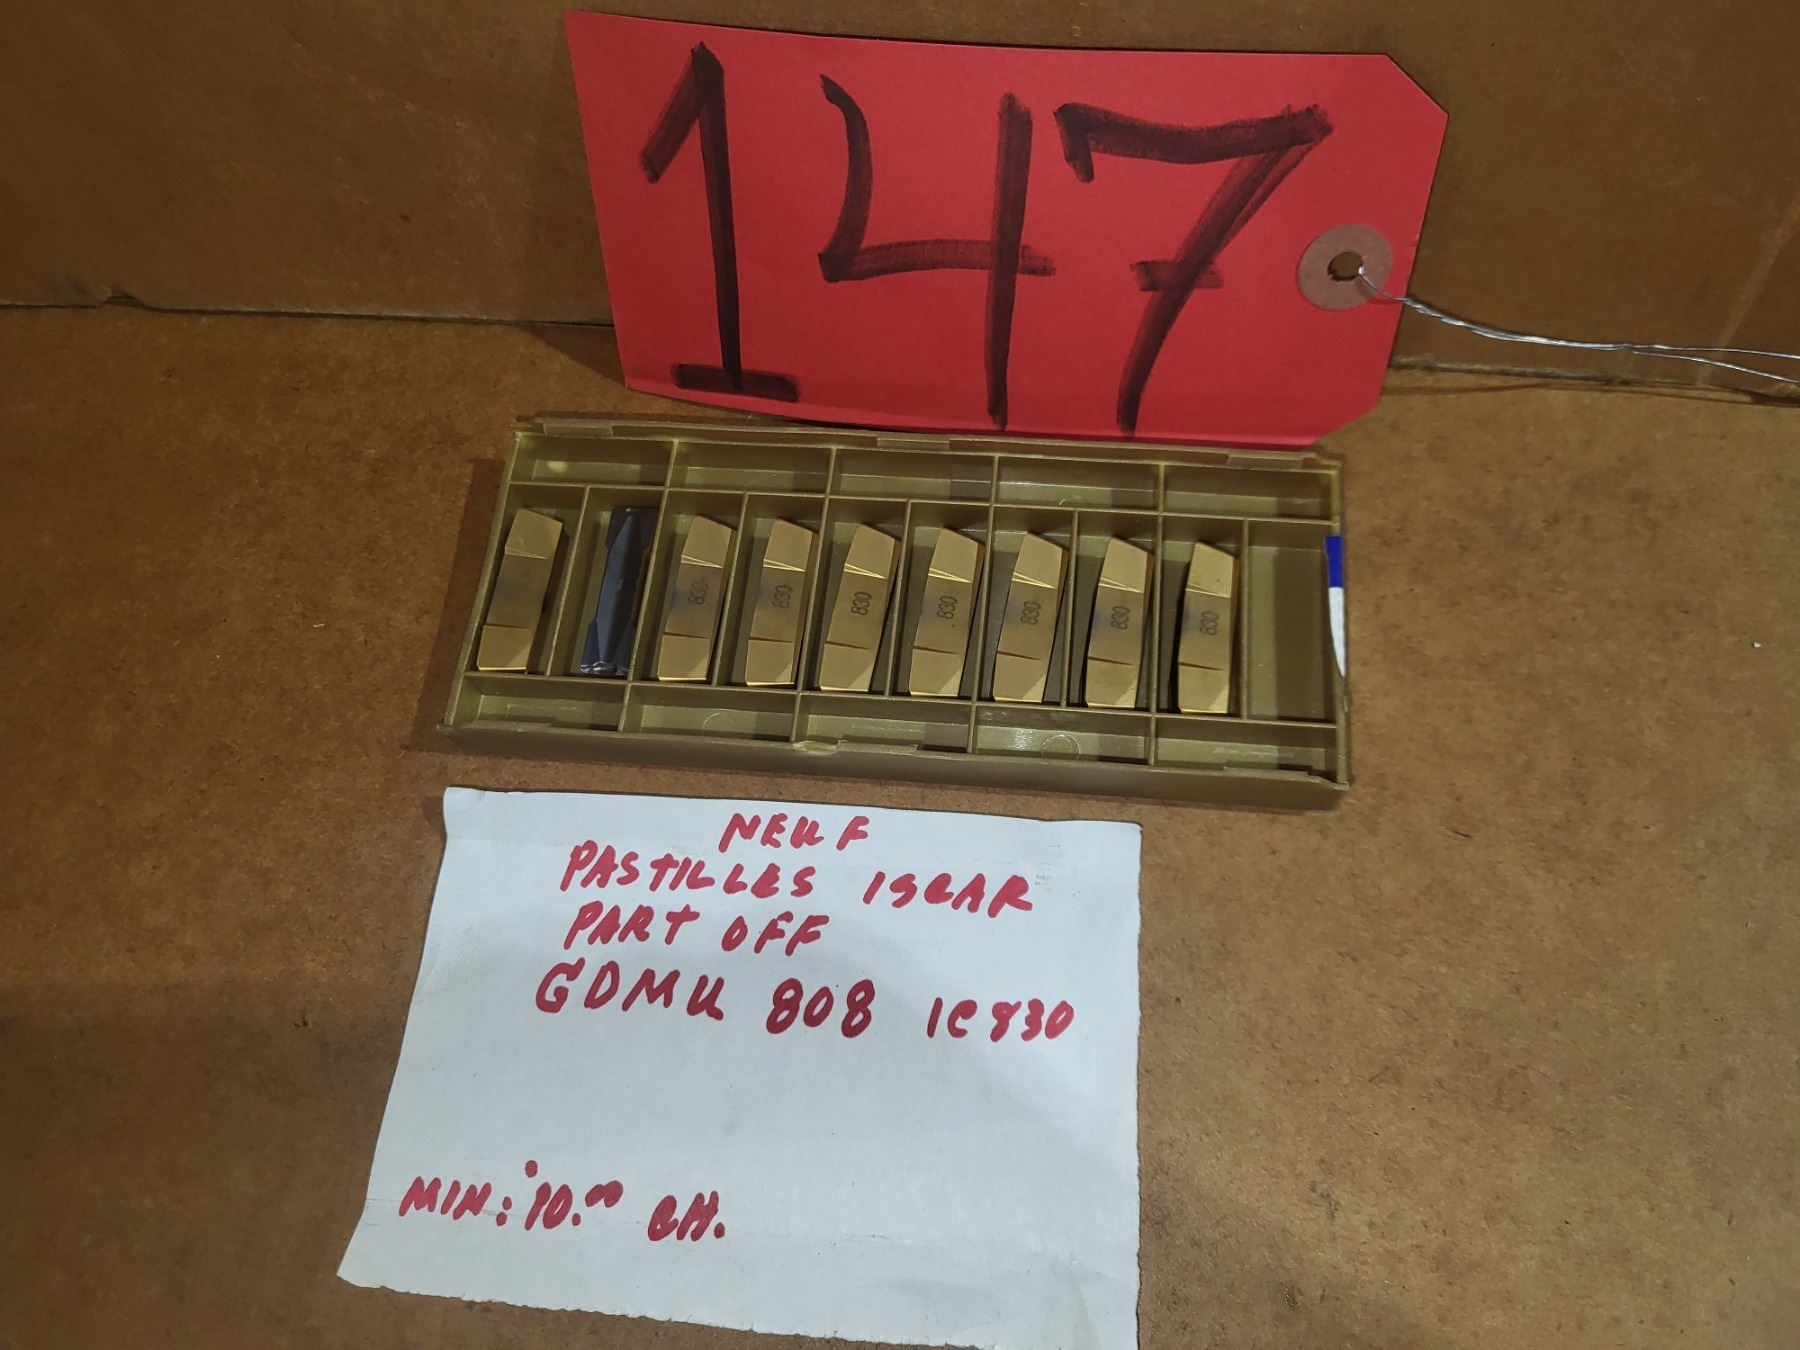 147
830 830 830 830 830 830 830
NEUF
PASTILLES ISCAR
PART OFF
GDMU 808 IC830
MIN: 10.00 CH.